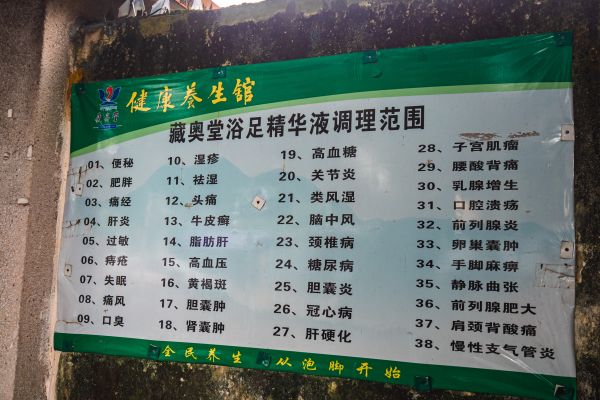 健康养生馆
藏奥堂
藏奥堂浴足精华液调理范围
01、便秘
02、肥胖
03、痛经
04、肝炎
05、过敏
06、痔疮
07、失眠
08、痛风
09、口臭
10、湿疹
11、祛湿
12、头痛
13、牛皮癣
14、脂肪肝
15、高血压
16、黄褐斑
17、胆囊肿
18、肾囊肿
19、高血糖
20、关节炎
21、类风湿
22、脑中风
23、颈椎病
24、糖尿病
25、胆囊炎
26、冠心病
27、肝硬化
28、子宫肌瘤
29、腰酸背痛
30、乳腺增生
31、口腔溃疡
32、前列腺炎
33、卵巢囊肿
34、手脚麻痹
35、静脉曲张
36、前列腺肥大
37、肩颈背酸痛
38、慢性支气管炎
全民养生 从泡脚开始